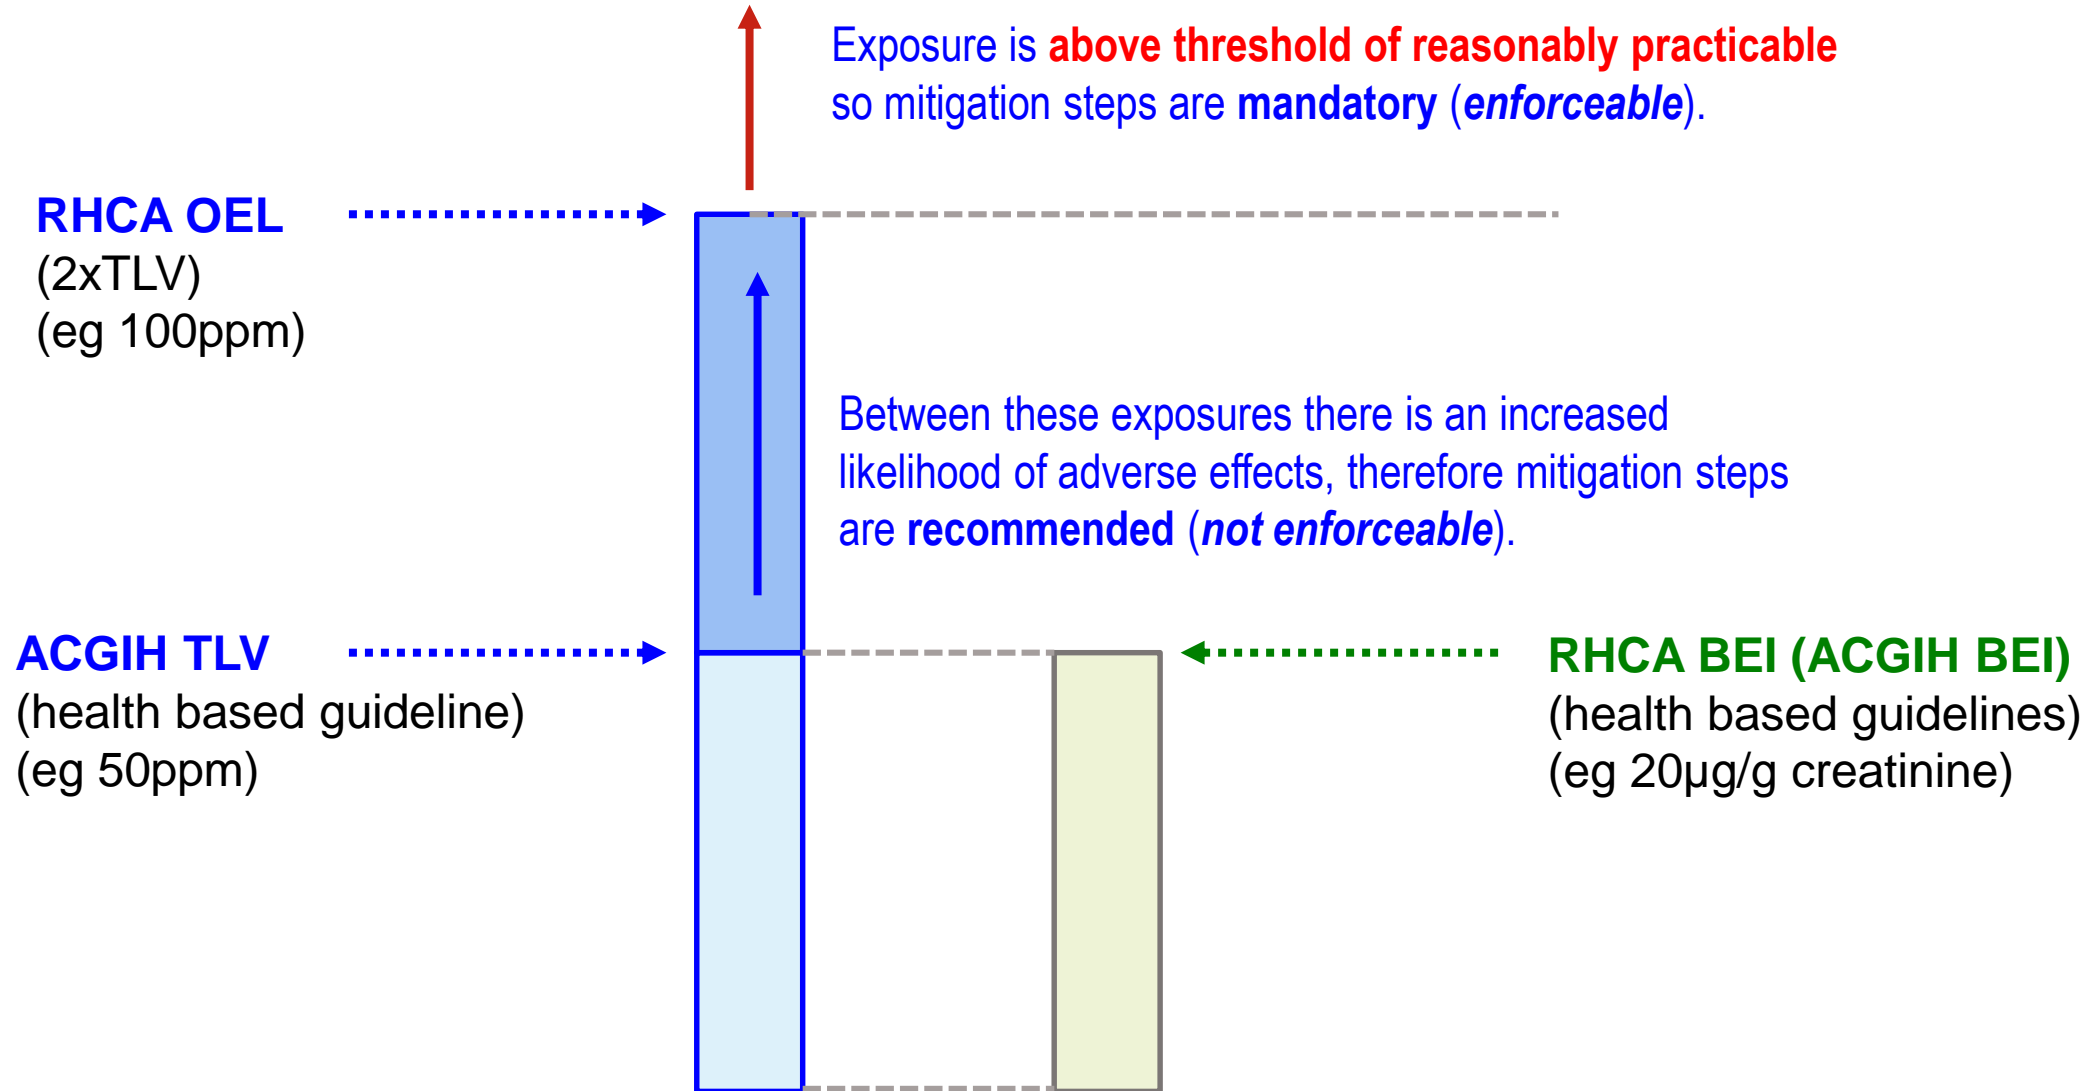 Exposure is above threshold of reasonably practicable
so mitigation steps are mandatory (enforceable).
RHCA OEL
(2xTLV)
(eg 100ppm)
Between these exposures there is an increased
likelihood of adverse effects, therefore mitigation steps
are recommended (not enforceable).
ACGIH TLV
(health based guideline)
(eg 50ppm)
RHCA BEI (ACGIH BEI)
(health based guidelines)
(eg 20µg/g creatinine)